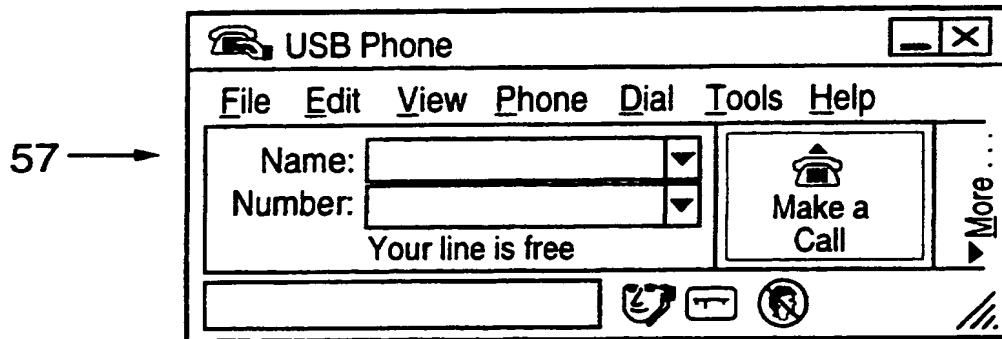 USB Phone
File Edit View Phone Dial Tools Help
57
Name:
Number:
Your line is free
Make a
Call
More...